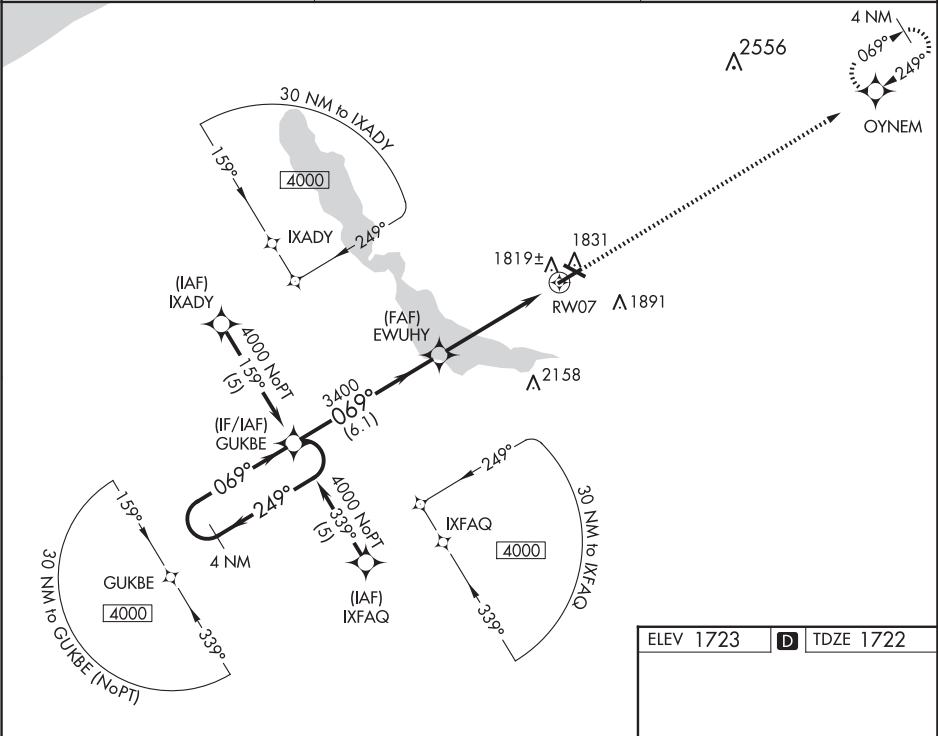 4 NM
069°
249°
OYNEM
2556
30 NM to IXADY
159°
4000
IXADY
249°
1831
1819±
RW07
1891
(IAF)
IXADY
4000 NoPT
159°
(5)
(FAF)
EWUHY
2158
3400
069°
(6.1)
(IF/IAF)
GUKBE
069°
249°
4 NM
4000 NoPT
339°
(5)
(IAF)
IXFAQ
249°
IXFAQ
4000
30 NM to IXFAQ
339°
159°
GUKBE
4000
30 NM to GUKBE (NoPT)
339°
ELEV 1723 D TDZE 1722